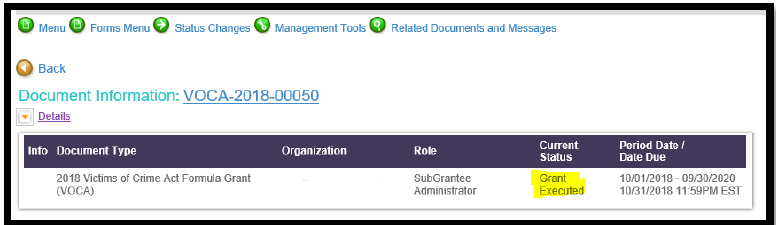 Menu Forms Menu Status Changes Management Tools Related Documents and Messages
Back
Document Information: VOCA-2018-00050
Details
Info Document Type Organization Role Current Status Period Date / Date Due
2018 Victims of Crime Act Formula Grant (VOCA) SubGrantee Administrator Grant Executed 10/01/2018 - 09/30/2020
10/31/2018 11:59PM EST